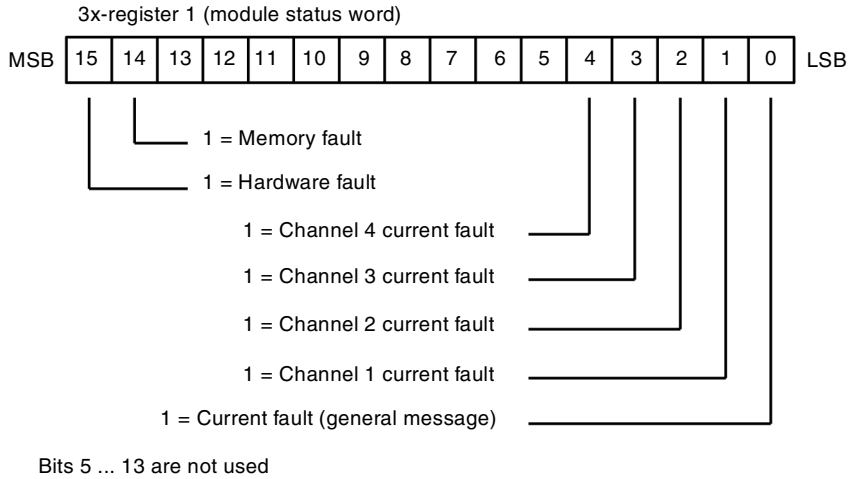 3x-register 1 (module status word)
MSB 15 14 13 12 11 10 9 8 7 6 5 4 3 2 1 0 LSB
1 = Memory fault
1 = Hardware fault
1 = Channel 4 current fault
1 = Channel 3 current fault
1 = Channel 2 current fault
1 = Channel 1 current fault
1 = Current fault (general message)
Bits 5 ... 13 are not used